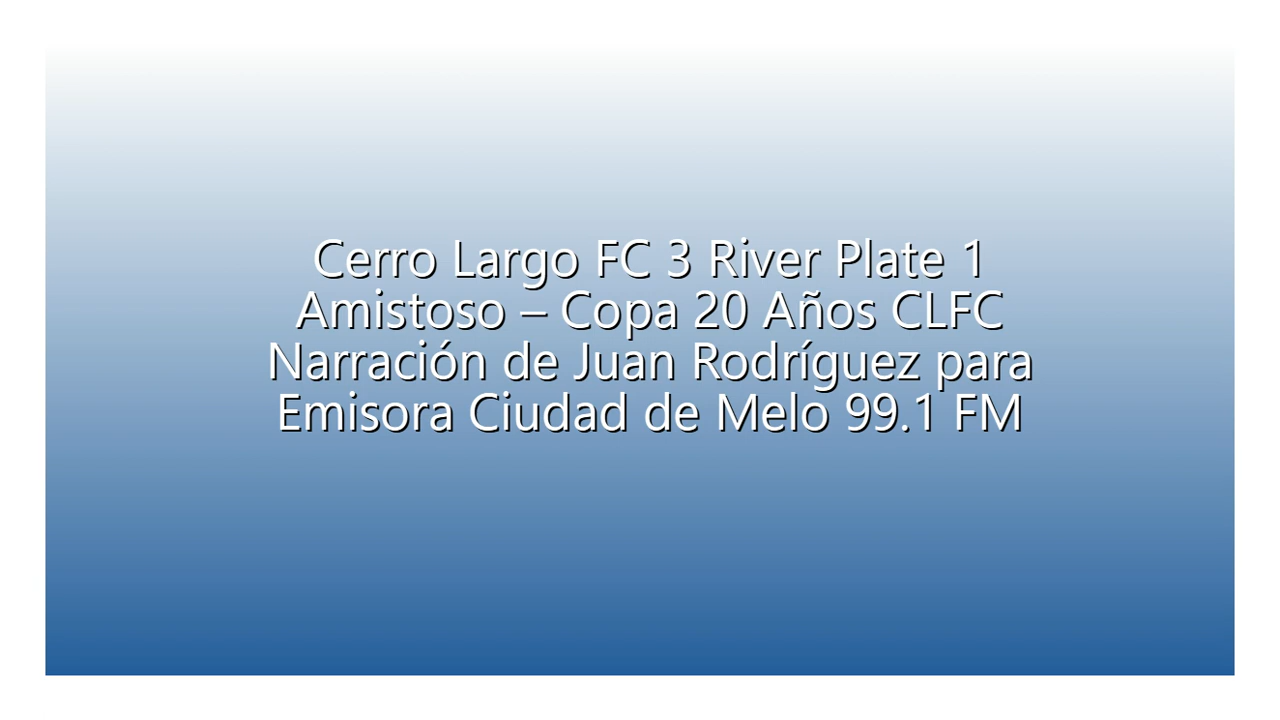 Cerro Largo FC 3 River Plate 1
Amistoso – Copa 20 Años CLFC
Narración de Juan Rodríguez para
Emisora Ciudad de Melo 99.1 FM